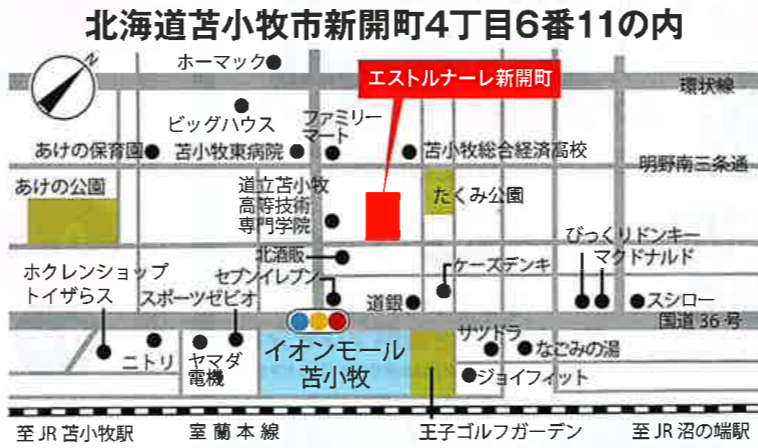 北海道苫小牧市新開町4丁目6番11の内
N
ホーマック
エストルナーレ新開町
環状線
ビッグハウス
ファミリー
マート
あけの保育園
苫小牧東病院
苫小牧総合経済高校
明野南三条通
あけの公園
道立苫小牧
高等技術
専門学院
たくみ公園
北酒販
びっくりドンキー
マクドナルド
ホクレンショップ
トイザらス
セブンイレブン
ケーズデンキ
スポーツゼビオ
道銀
スシロー
国道36号
ニトリ
ヤマダ
電機
イオンモール
苫小牧
サツドラ
なごみの湯
ジョイフィット
至JR苫小牧駅
室蘭本線
王子ゴルフガーデン
至JR沼の端駅